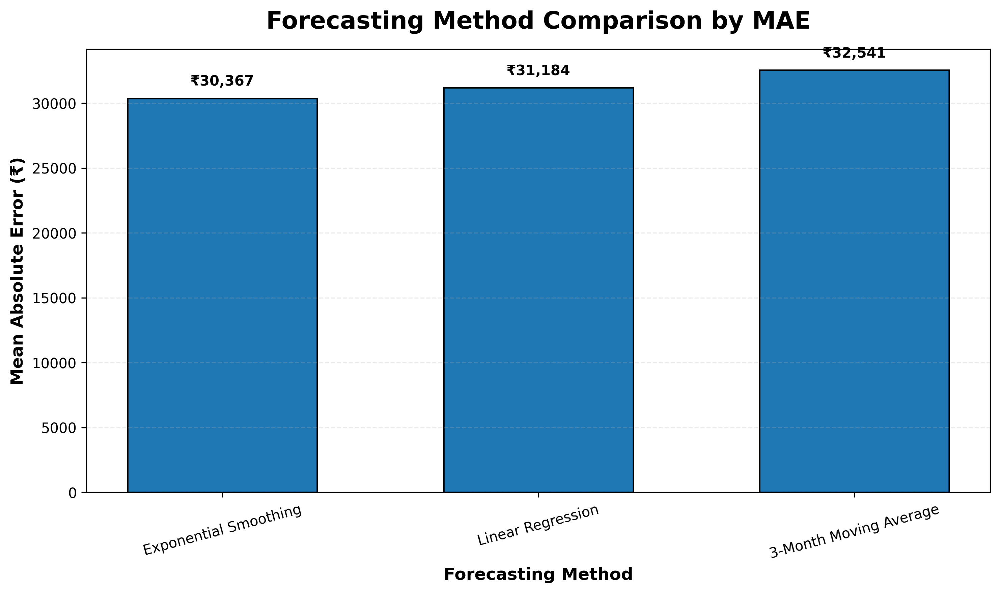 Forecasting Method Comparison by MAE
₹30,367
₹31,184
₹32,541
Mean Absolute Error (₹)
30000
25000
20000
15000
10000
5000
0
Exponential Smoothing
Linear Regression
3-Month Moving Average
Forecasting Method